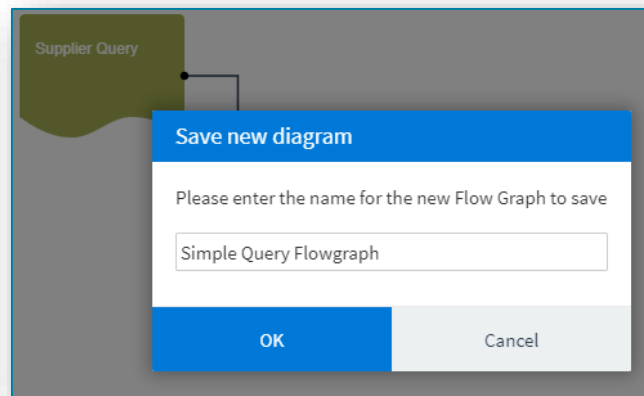 Supplier Query
Save new diagram
Please enter the name for the new Flow Graph to save
Simple Query Flowgraph
OK
Cancel